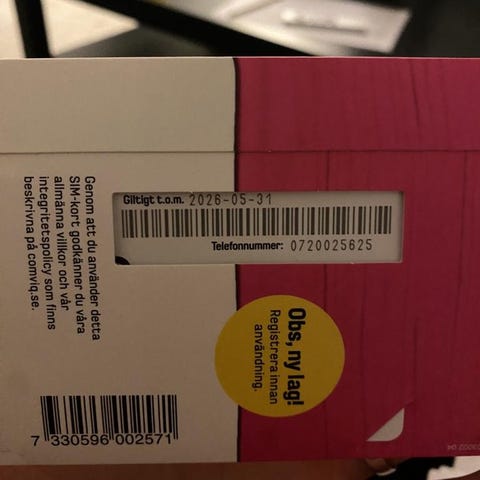 Giltigt t.o.m. 2026-05-31
Telefonnummer: 0720025625
Genom att du använder detta
SIM-kort godkänner du våra
allmänna villkor och vår
integritetspolicy som finns
beskrivna på comviq.se.
Obs, ny lag!
Registrera innan
användning.
7 330596 002571